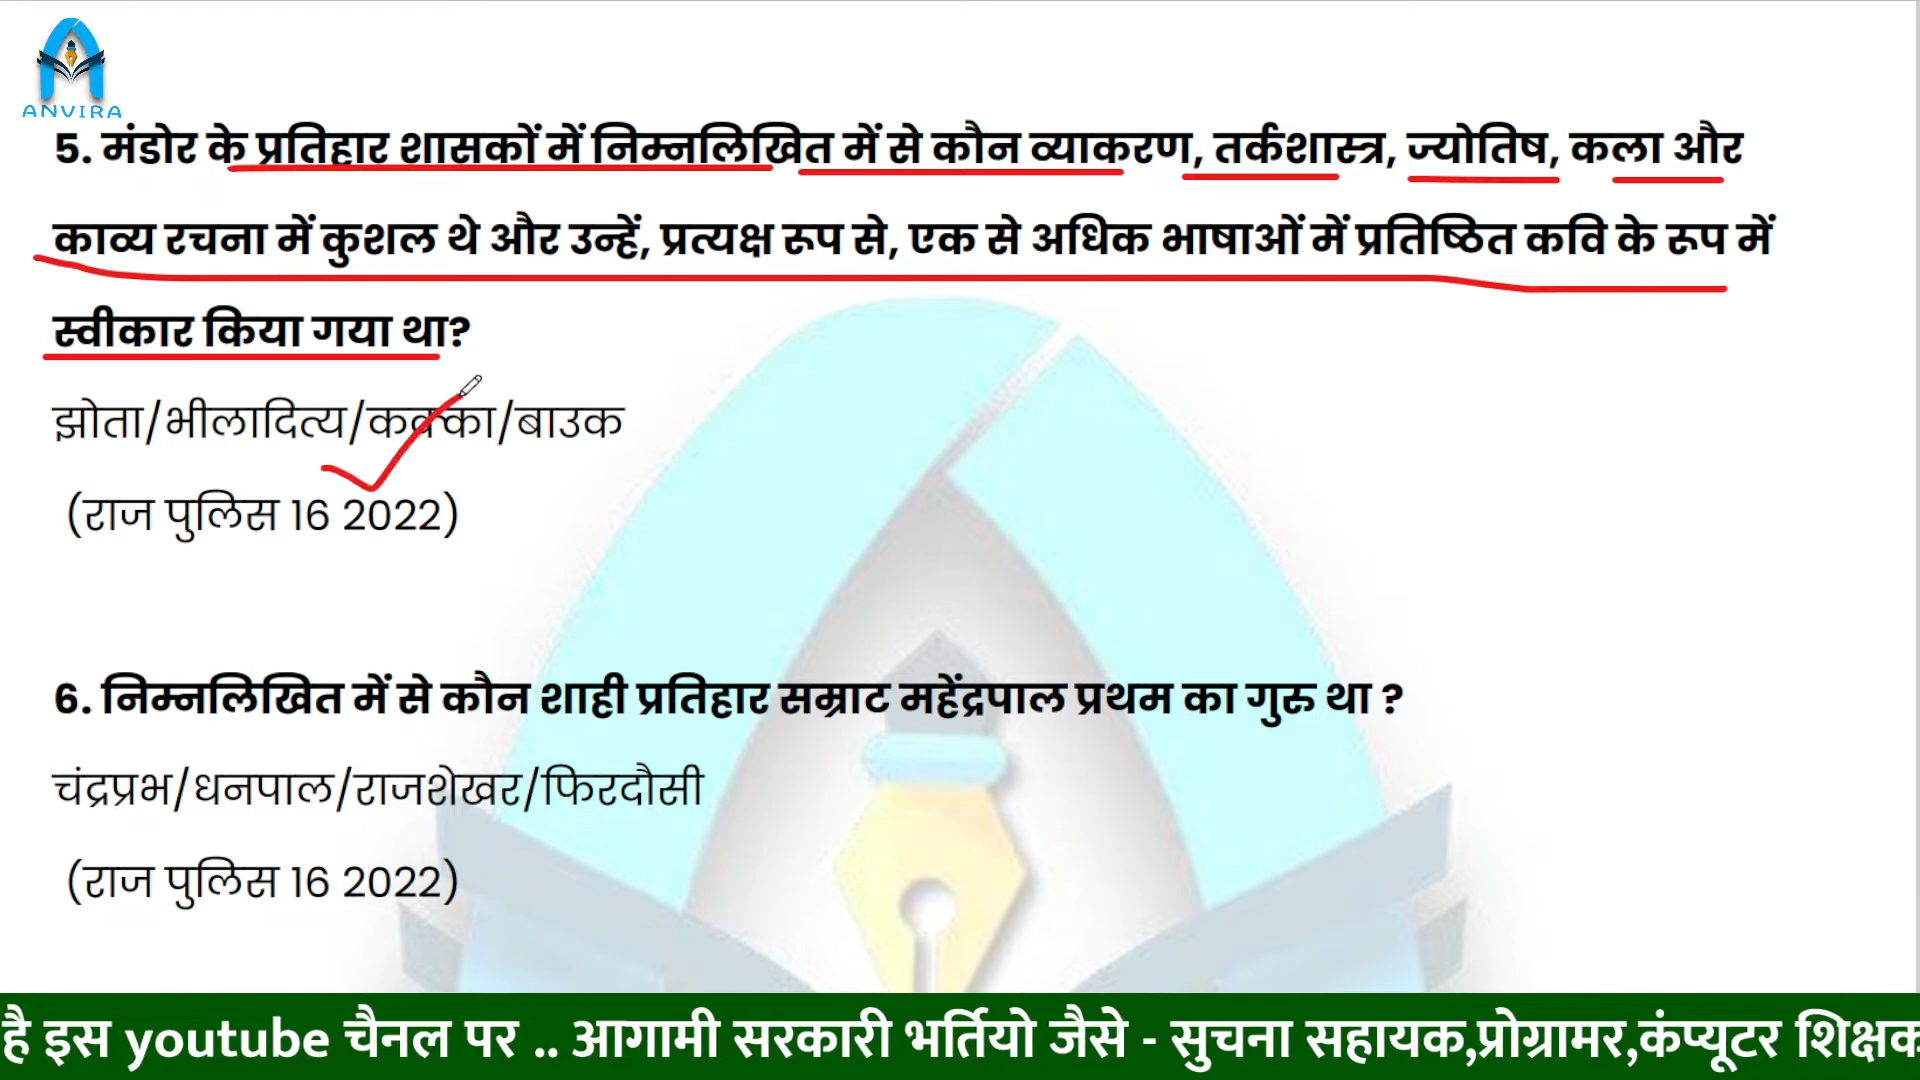 ANVIRA
5. मंडोर के प्रतिहार शासकों में निम्नलिखित में से कौन व्याकरण, तर्कशास्त्र, ज्योतिष, कला और
काव्य रचना में कुशल थे और उन्हें, प्रत्यक्ष रूप से, एक से अधिक भाषाओं में प्रतिष्ठित कवि के रूप में
स्वीकार किया गया था?
झोता/भीलादित्य/कक्का/बाउक
(राज पुलिस 16 2022)
6. निम्नलिखित में से कौन शाही प्रतिहार सम्राट महेंद्रपाल प्रथम का गुरु था ?
चंद्रप्रभ/धनपाल/राजशेखर/फिरदौसी
(राज पुलिस 16 2022)
है इस youtube चैनल पर .. आगामी सरकारी भर्तियो जैसे - सुचना सहायक,प्रोग्रामर,कंप्यूटर शिक्षक